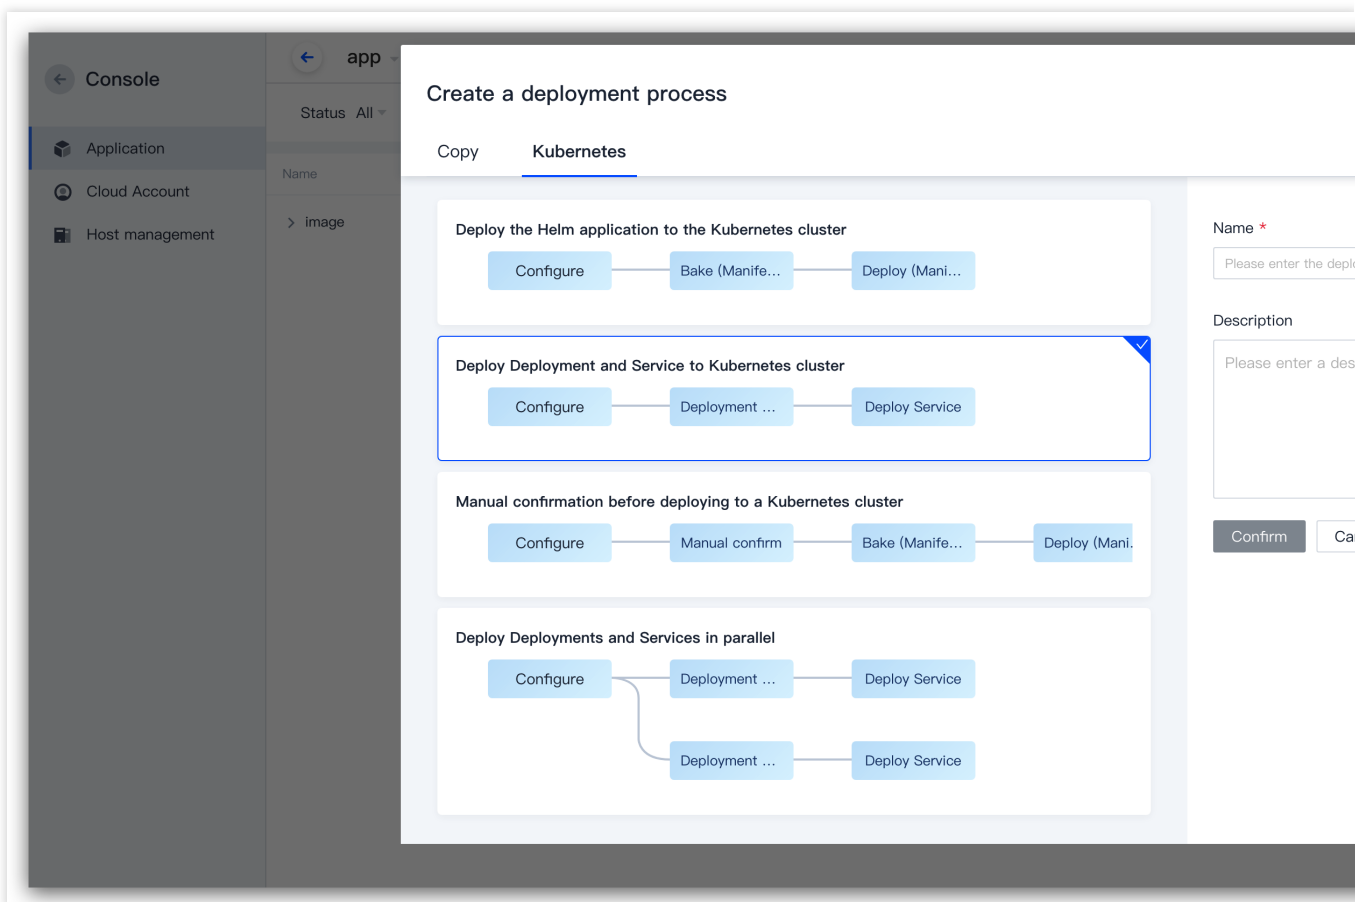 Console
Application
Cloud Account
Host management
app
Status All
Name
image
Create a deployment process
Copy Kubernetes
Deploy the Helm application to the Kubernetes cluster
Configure Bake (Manife... Deploy (Mani...
Deploy Deployment and Service to Kubernetes cluster
Configure Deployment ... Deploy Service
Manual confirmation before deploying to a Kubernetes cluster
Configure Manual confirm Bake (Manife... Deploy (Mani.
Deploy Deployments and Services in parallel
Configure Deployment ... Deploy Service
Deployment ... Deploy Service
Name *
Please enter the depl
Description
Please enter a des
Confirm Ca